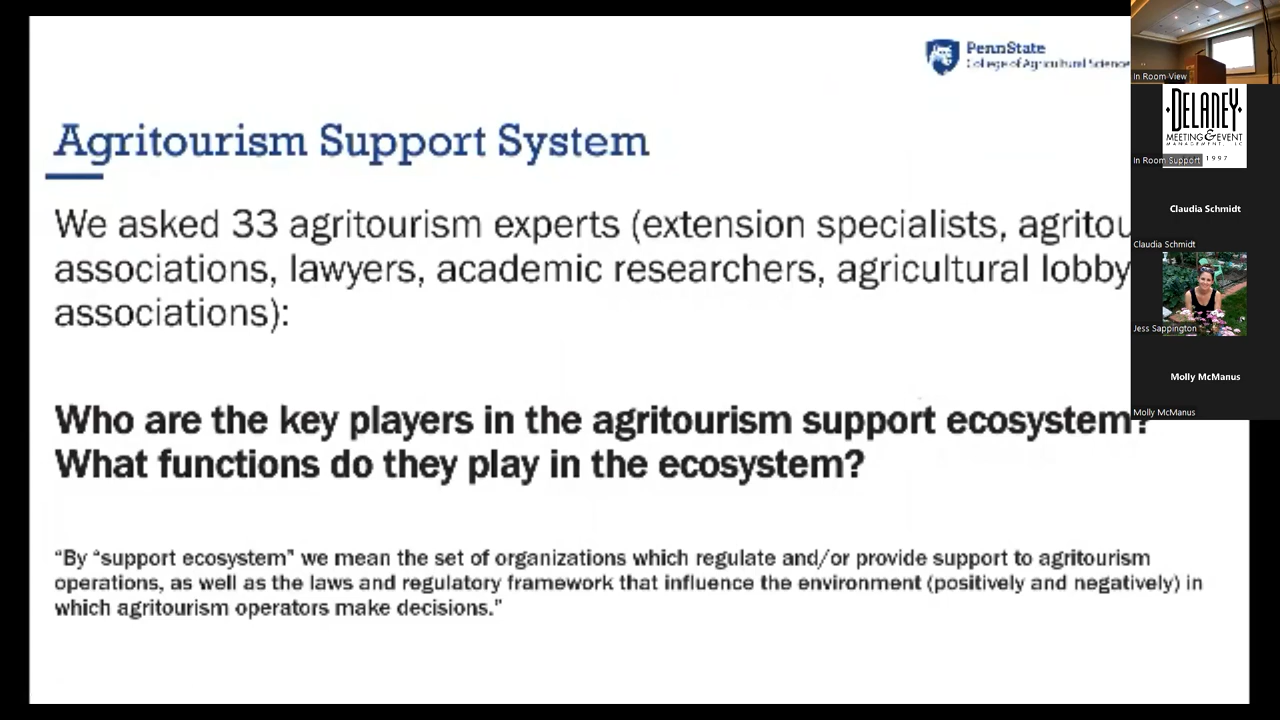 PennState
College of Agricultural Science
Agritourism Support System
We asked 33 agritourism experts (extension specialists, agritou
associations, lawyers, academic researchers, agricultural lobby
associations):
Who are the key players in the agritourism support ecosystem?
What functions do they play in the ecosystem?
"By "support ecosystem" we mean the set of organizations which regulate and/or provide support to agritourism
operations, as well as the laws and regulatory framework that influence the environment (positively and negatively) in
which agritourism operators make decisions."
In Room View
DELANEY
MEETING & EVENT
MANAGEMENT, LLC
1997
In Room Support
Claudia Schmidt
Claudia Schmidt
Jess Sappington
Molly McManus
Molly McManus